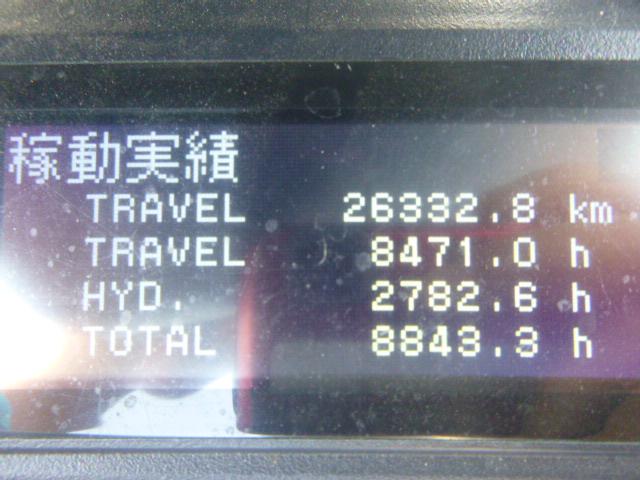 稼動実績
TRAVEL 26332.8 km
TRAVEL 8471.0 h
HYD. 2782.6 h
TOTAL 8843.3 h